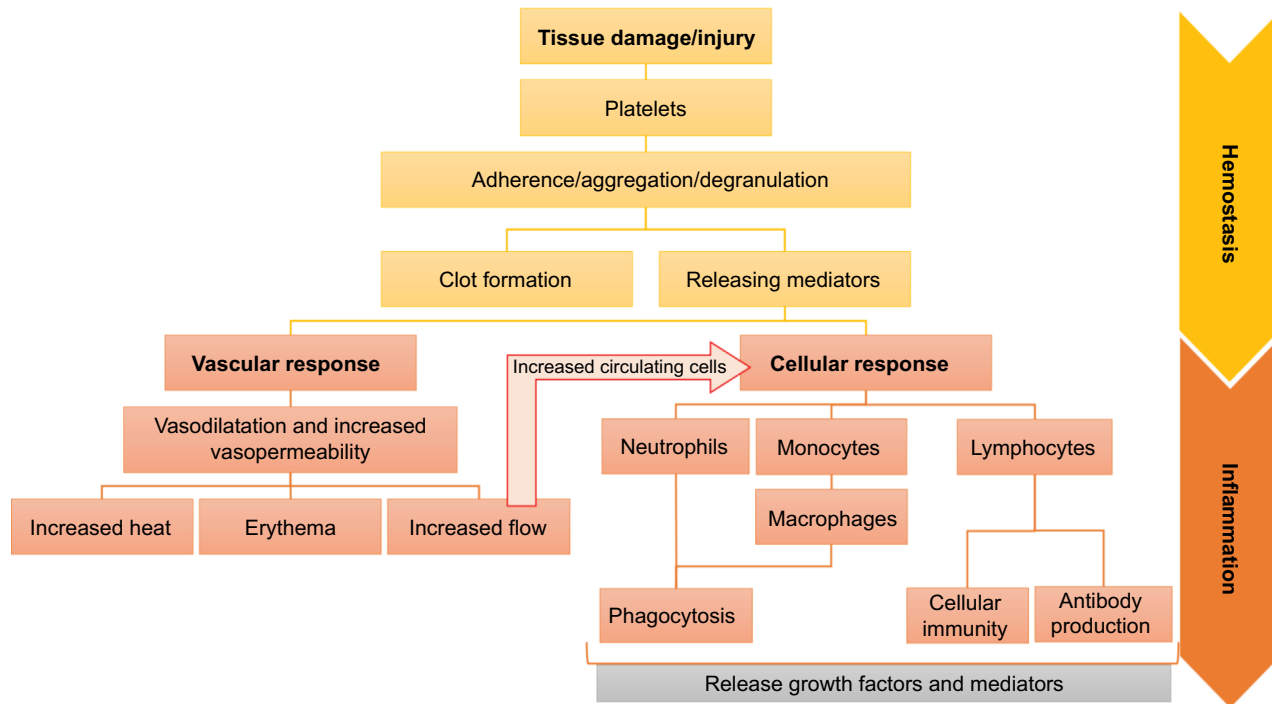 Tissue damage/injury
Platelets
Adherence/aggregation/degranulation
Clot formation
Releasing mediators
Vascular response
Increased circulating cells
Cellular response
Vasodilatation and increased
vasopermeability
Neutrophils
Monocytes
Lymphocytes
Increased heat
Erythema
Increased flow
Macrophages
Phagocytosis
Cellular
immunity
Antibody
production
Release growth factors and mediators
Hemostasis
Inflammation